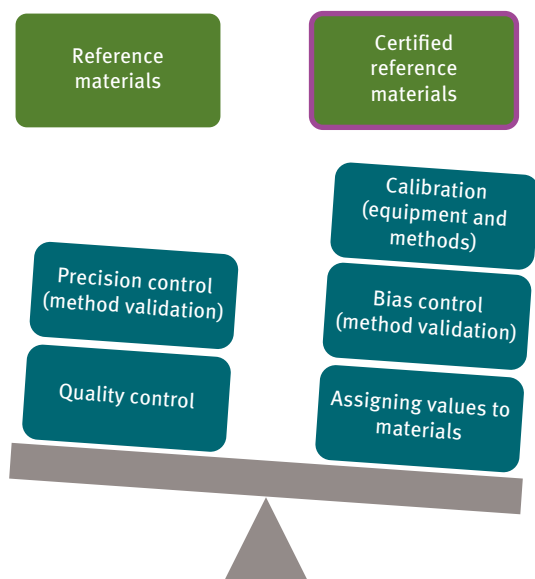 Reference
materials
Certified
reference
materials
Calibration
(equipment and
methods)
Precision control
(method validation)
Bias control
(method validation)
Quality control
Assigning values to
materials